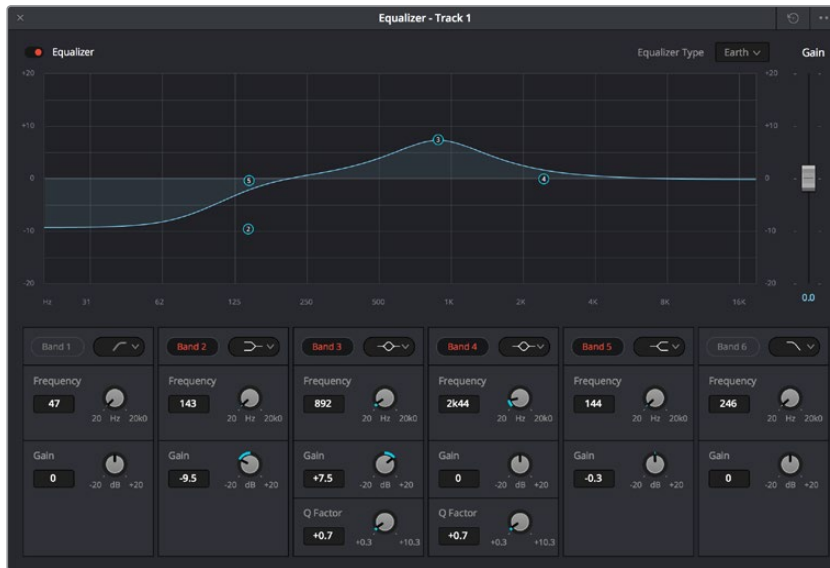 Equalizer - Track 1
Equalizer
Equalizer Type Earth Gain
+20 +20
+10 +10
0 0
-10 -10
-20 -20
Hz 31 62 125 250 500 1K 2K 4K 8K 16K
0.0
5
3
4
2
Band 1 Band 2 Band 3 Band 4 Band 5 Band 6
Frequency Frequency Frequency Frequency Frequency Frequency
47 143 892 2k44 144 246
20 Hz 20k0 20 Hz 20k0 20 Hz 20k0 20 Hz 20k0 20 Hz 20k0 20 Hz 20k0
Gain Gain Gain Gain Gain Gain
0 -9.5 +7.5 0 -0.3 0
-20 dB +20 -20 dB +20 -20 dB +20 -20 dB +20 -20 dB +20 -20 dB +20
Q Factor Q Factor
+0.7 +0.7
+0.3 +10.3 +0.3 +10.3